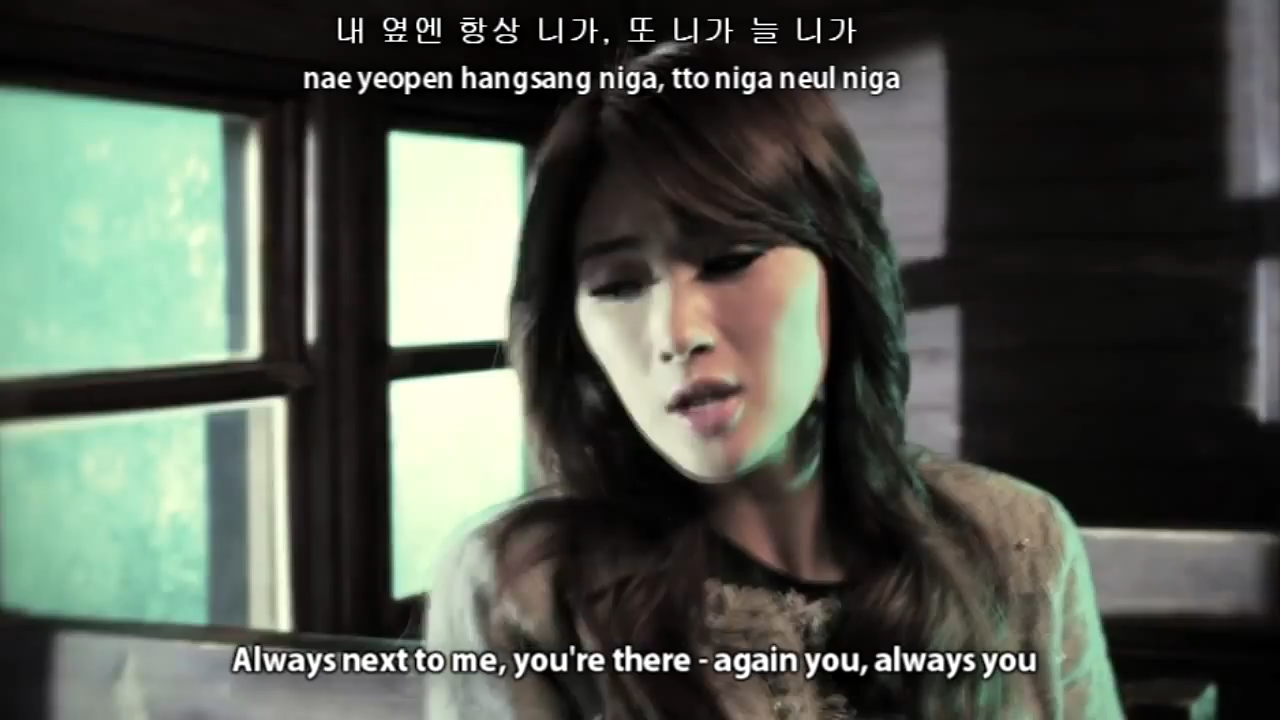 내 옆엔 항상 니가, 또 니가 늘 니가
nae yeopen hangsang niga, tto niga neul niga
Always next to me, you're there - again you, always you